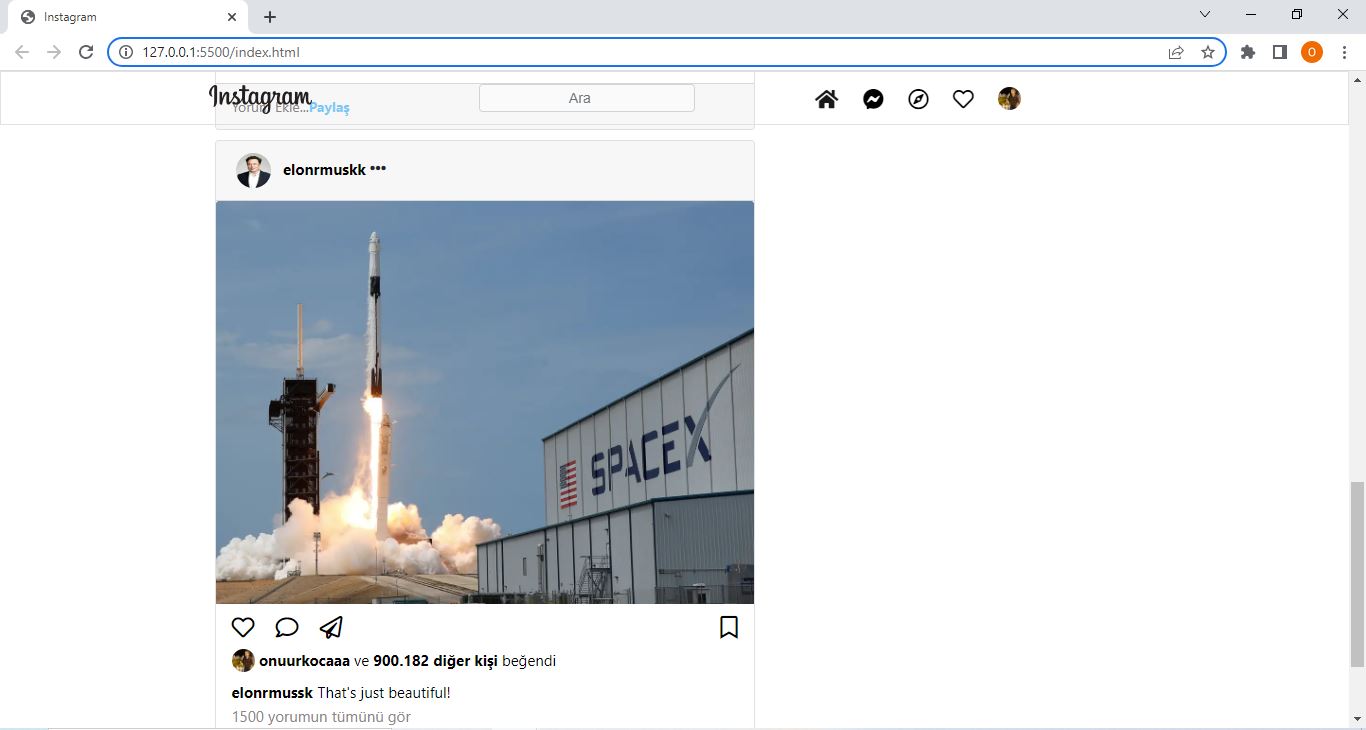 Instagram
127.0.0.1:5500/index.html
O
Instagram
Ara
Yorum Ekle...Paylaş
elonrmuskk •••
SPACEX
onuurkocaaa ve 900.182 diğer kişi beğendi
elonrmussk That's just beautiful!
1500 yorumun tümünü gör